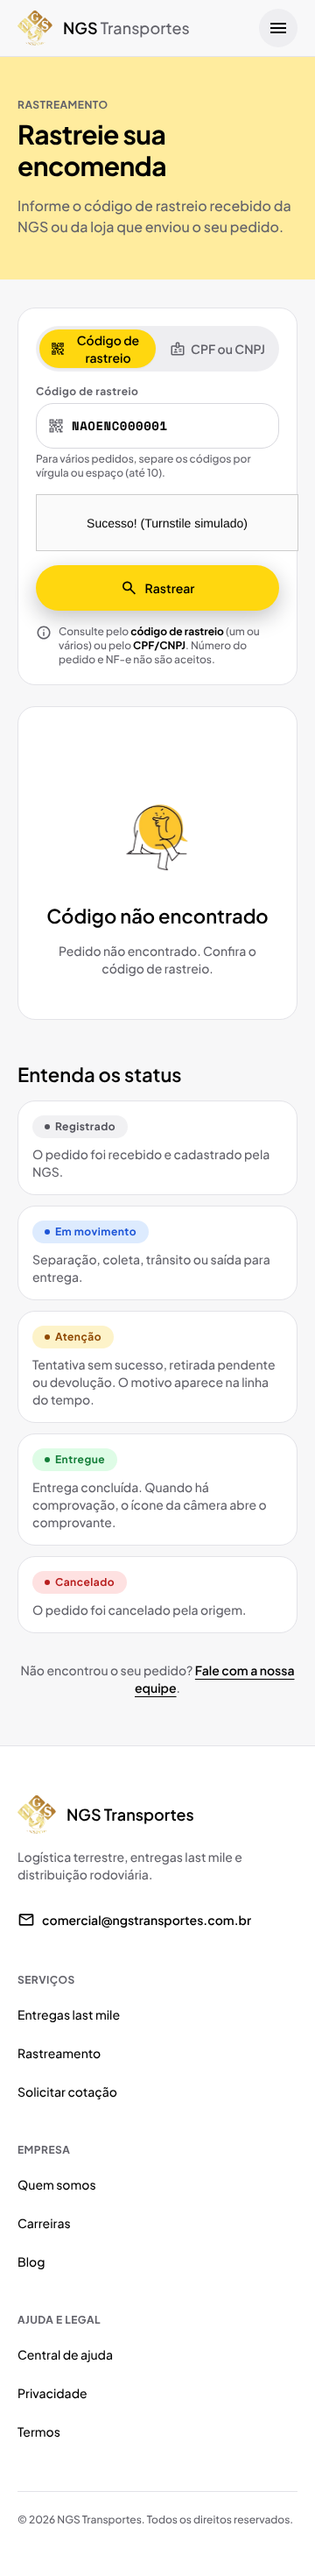 NGS Transportes
RASTREAMENTO
Rastreie sua
encomenda
Informe o código de rastreio recebido da
NGS ou da loja que enviou o seu pedido.
Código de
rastreio
CPF ou CNPJ
Código de rastreio
NAOENC000001
Para vários pedidos, separe os códigos por
vírgula ou espaço (até 10).
Sucesso! (Turnstile simulado)
Rastrear
Consulte pelo código de rastreio (um ou
vários) ou pelo CPF/CNPJ. Número do
pedido e NF-e não são aceitos.
Código não encontrado
Pedido não encontrado. Confira o
código de rastreio.
Entenda os status
Registrado
O pedido foi recebido e cadastrado pela
NGS.
Em movimento
Separação, coleta, trânsito ou saída para
entrega.
Atenção
Tentativa sem sucesso, retirada pendente
ou devolução. O motivo aparece na linha
do tempo.
Entregue
Entrega concluída. Quando há
comprovação, o ícone da câmera abre o
comprovante.
Cancelado
O pedido foi cancelado pela origem.
Não encontrou o seu pedido? Fale com a nossa
equipe.
NGS Transportes
Logística terrestre, entregas last mile e
distribuição rodoviária.
comercial@ngstransportes.com.br
SERVIÇOS
Entregas last mile
Rastreamento
Solicitar cotação
EMPRESA
Quem somos
Carreiras
Blog
AJUDA E LEGAL
Central de ajuda
Privacidade
Termos
© 2026 NGS Transportes. Todos os direitos reservados.